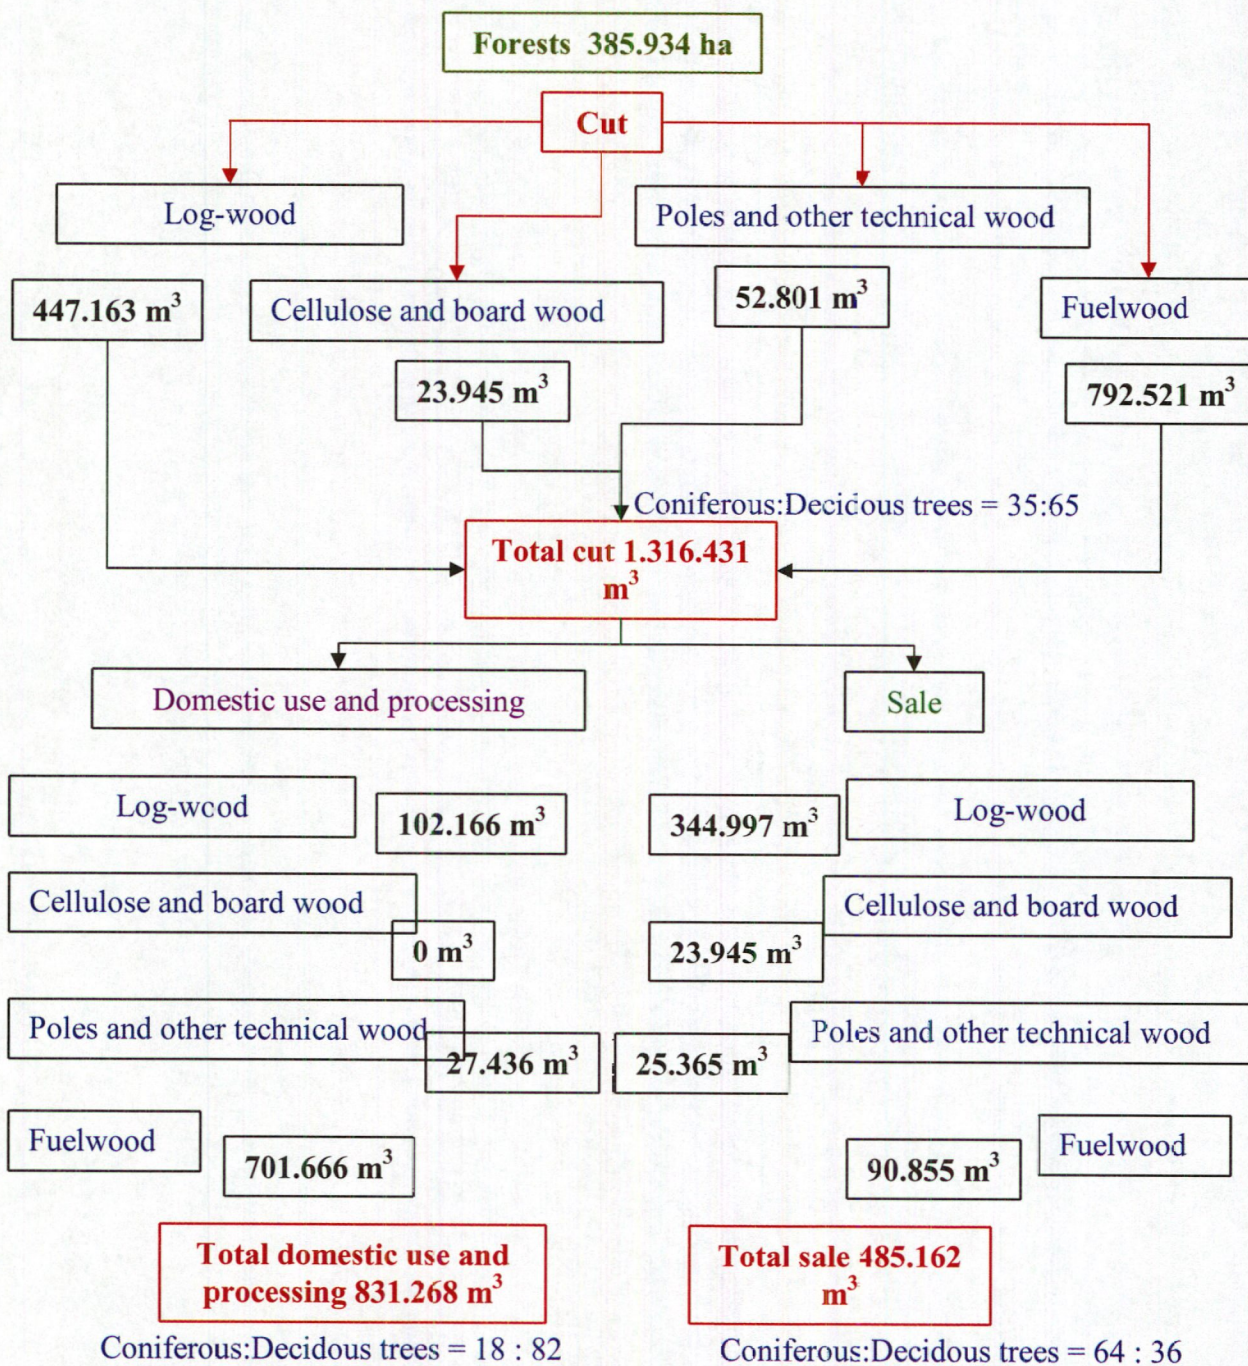 Forests 385.934 ha
Cut
Log-wood
Poles and other technical wood
447.163 m³
Cellulose and board wood
52.801 m³
Fuelwood
23.945 m³
792.521 m³
Coniferous:Decidous trees = 35:65
Total cut 1.316.431
m³
Domestic use and processing
Sale
Log-wood
102.166 m³
344.997 m³
Log-wood
Cellulose and board wood
0 m³
23.945 m³
Cellulose and board wood
Poles and other technical wood
27.436 m³
25.365 m³
Poles and other technical wood
Fuelwood
701.666 m³
90.855 m³
Fuelwood
Total domestic use and
processing 831.268 m³
Total sale 485.162
m³
Coniferous:Decidous trees = 18 : 82
Coniferous:Decidous trees = 64 : 36